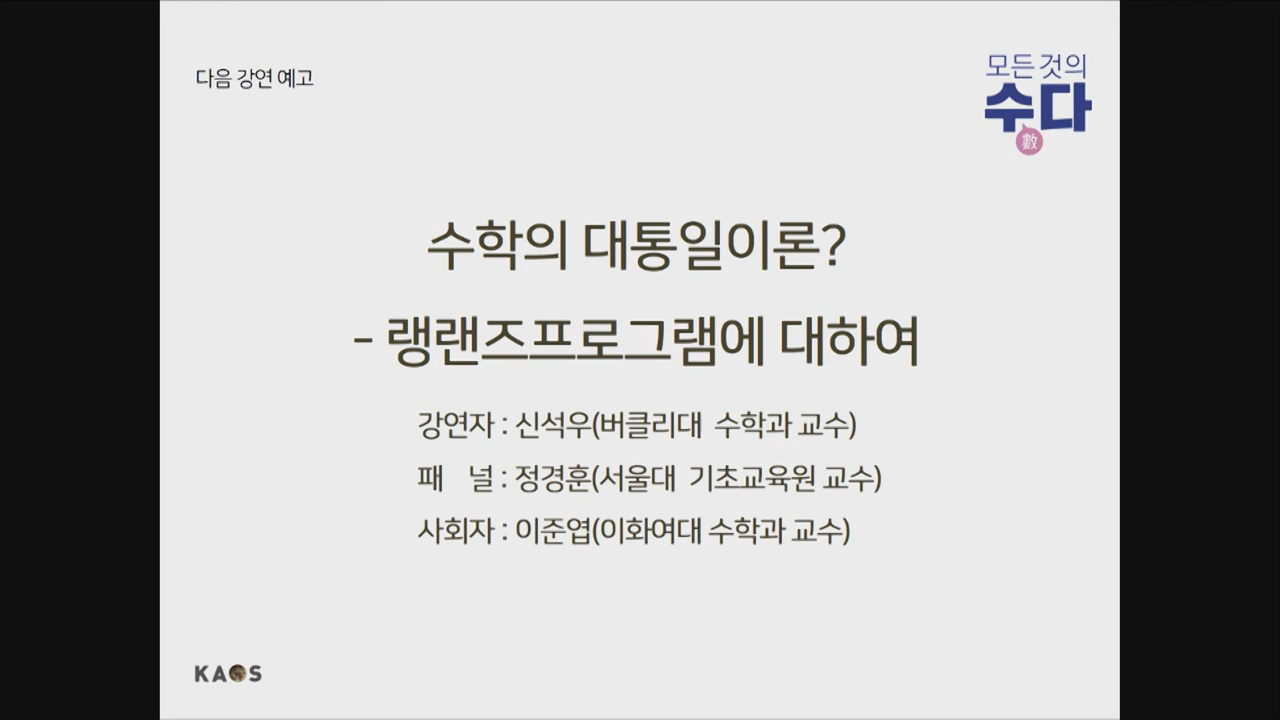 다음 강연 예고
모든 것의
수다
數
수학의 대통일이론?
- 랭랜즈프로그램에 대하여
강연자 : 신석우(버클리대 수학과 교수)
패 널 : 정경훈(서울대 기초교육원 교수)
사회자 : 이준엽(이화여대 수학과 교수)
KAOS